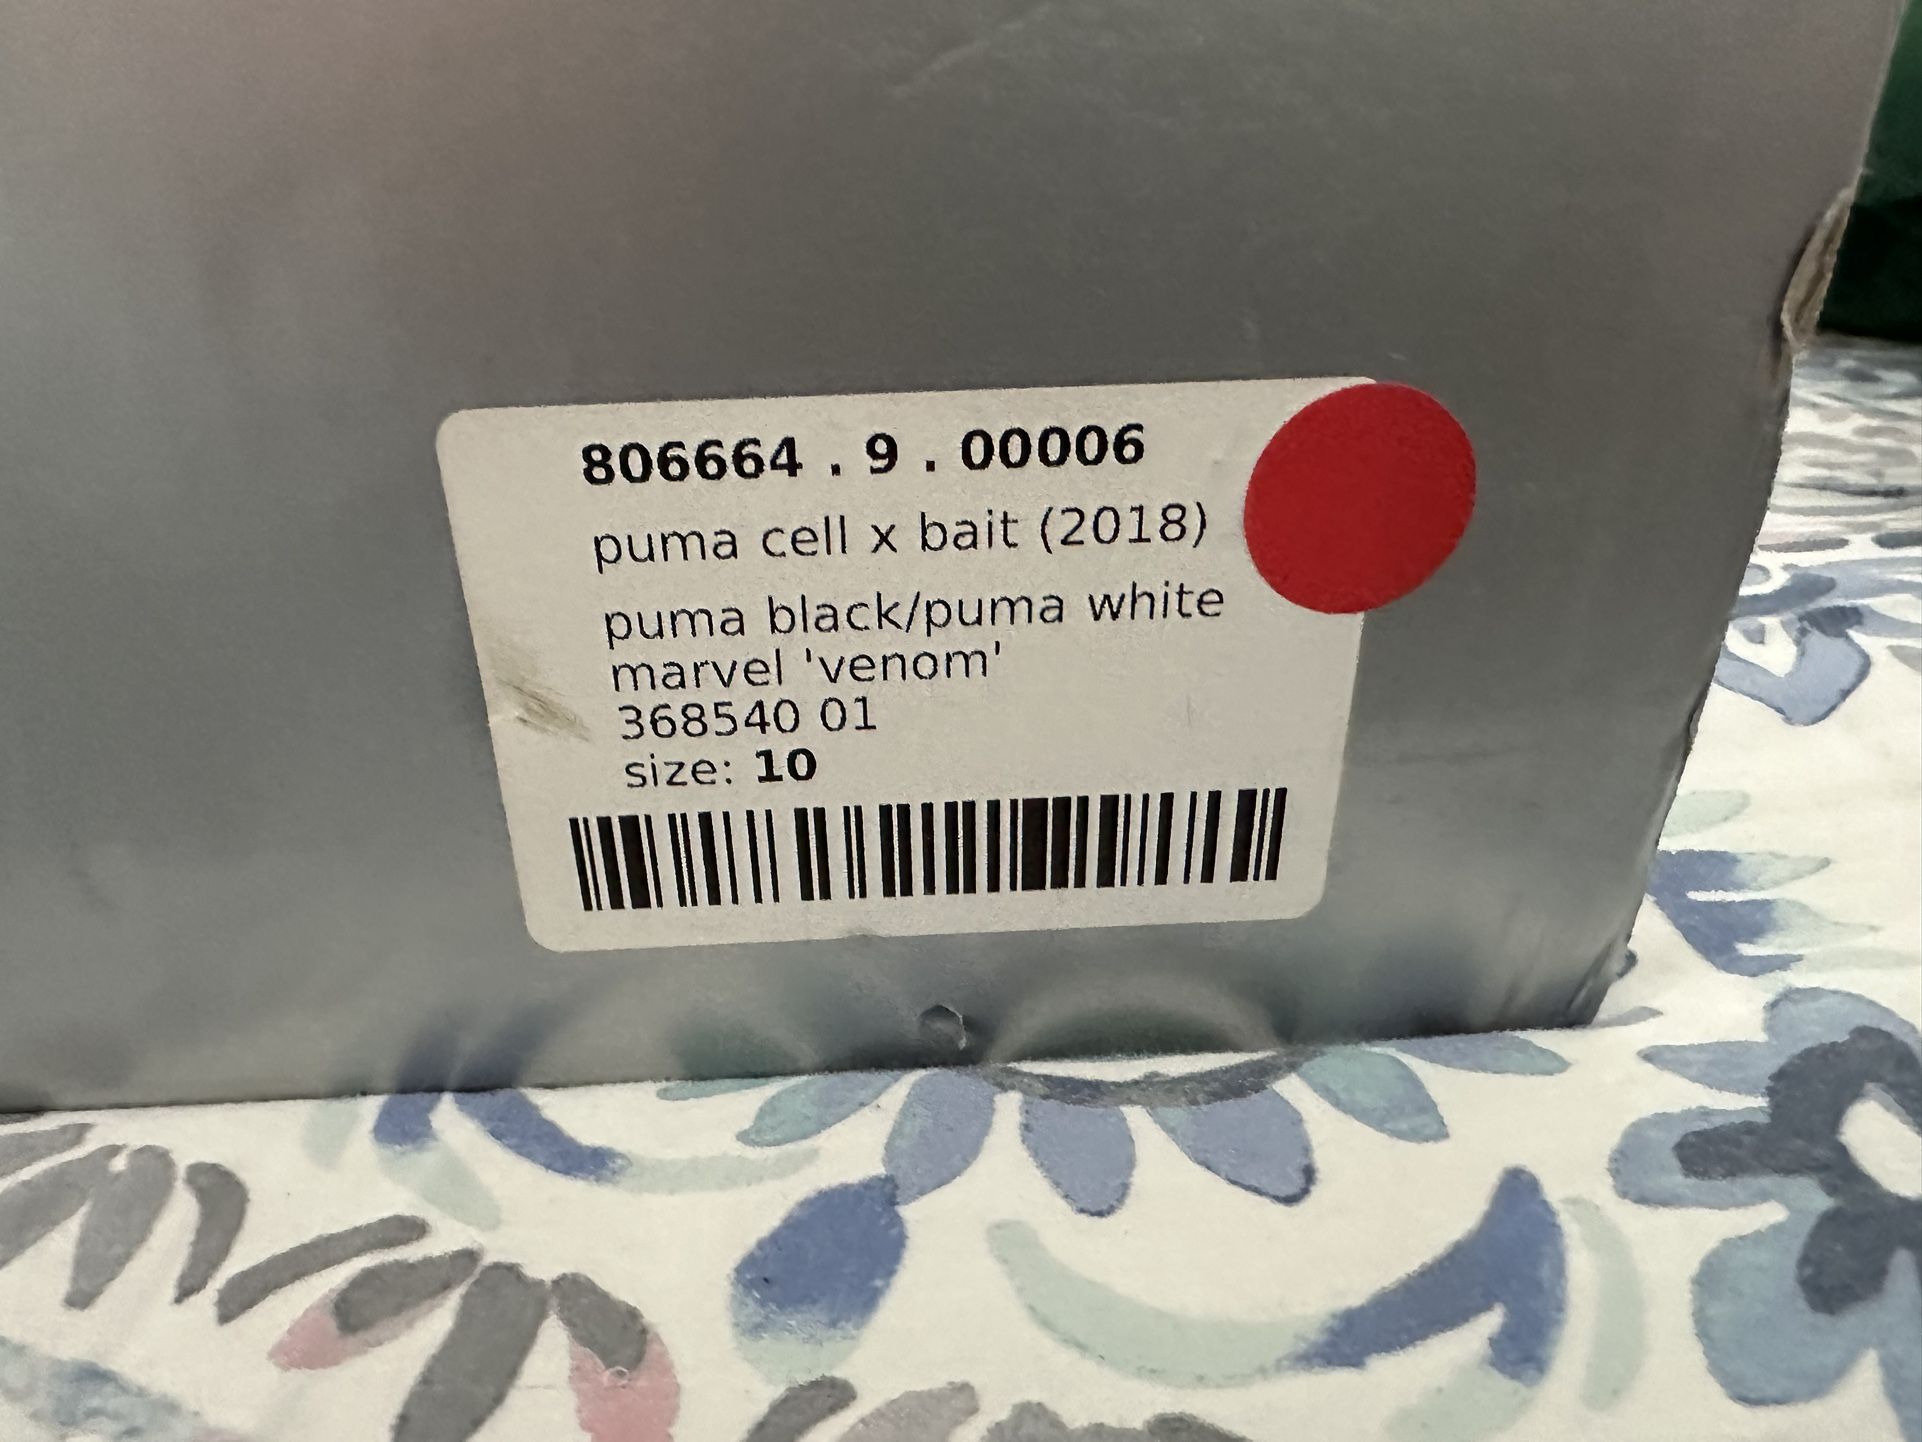 806664 . 9 . 00006
puma cell x bait (2018)
puma black/puma white
marvel 'venom'
368540 01
size: 10